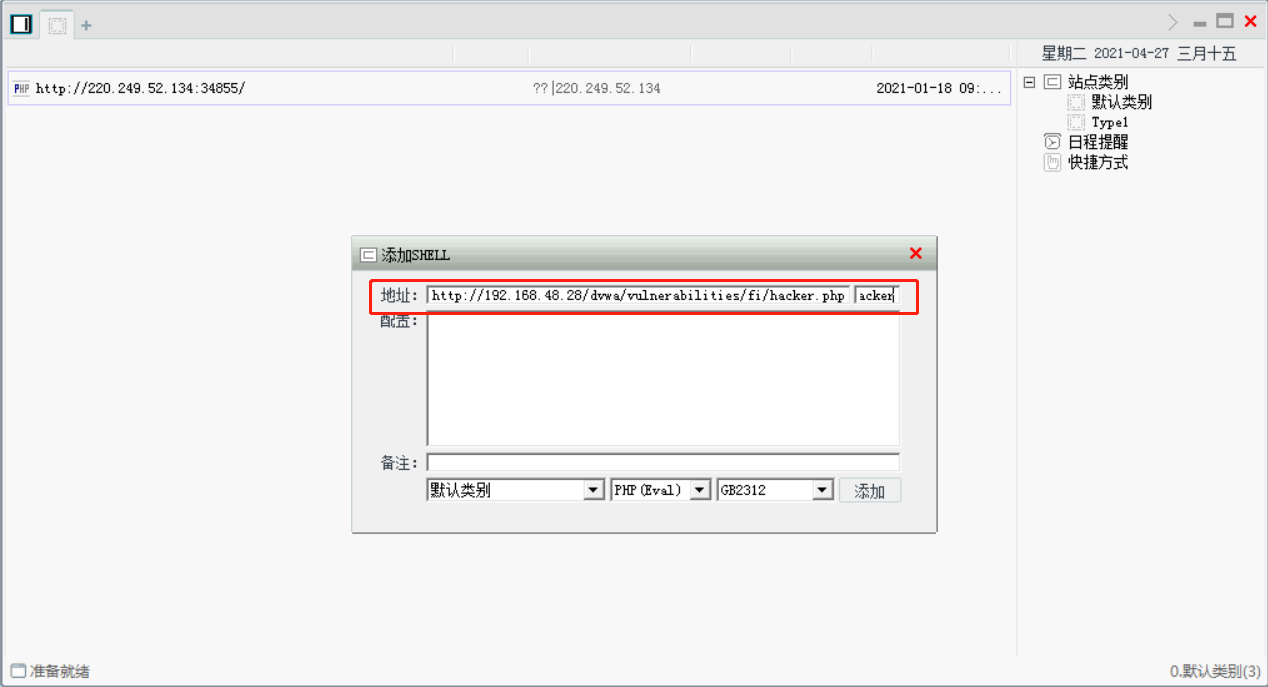 星期二 2021-04-27 三月十五
PHP http://220.249.52.134:34855/ ??|220.249.52.134 2021-01-18 09:...
站点类别
默认类别
Type1
日程提醒
快捷方式
添加SHELL
地址: http://192.168.48.28/dvwa/vulnerabilities/fi/hacker.php acker
配置:
备注:
默认类别 PHP(Eval) GB2312 添加
准备就绪 0.默认类别(3)